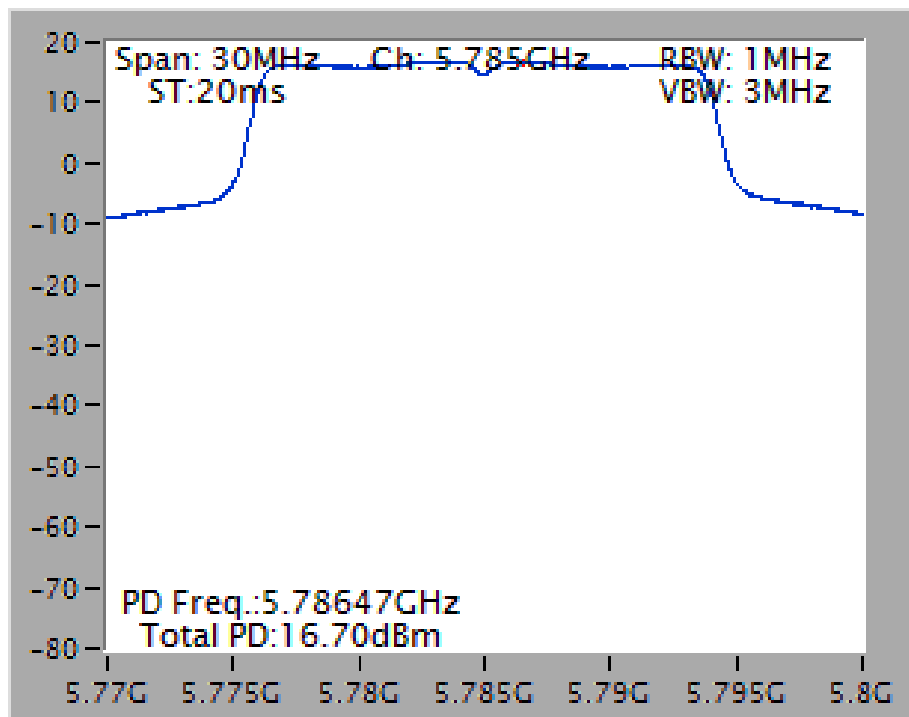 20
Span: 30MHz Ch: 5.785GHz RBW: 1MHz
ST:20ms VBW: 3MHz
10
0
-10
-20
-30
-40
-50
-60
-70
PD Freq.:5.78647GHz
Total PD:16.70dBm
-80
5.77G 5.775G 5.78G 5.785G 5.79G 5.795G 5.8G